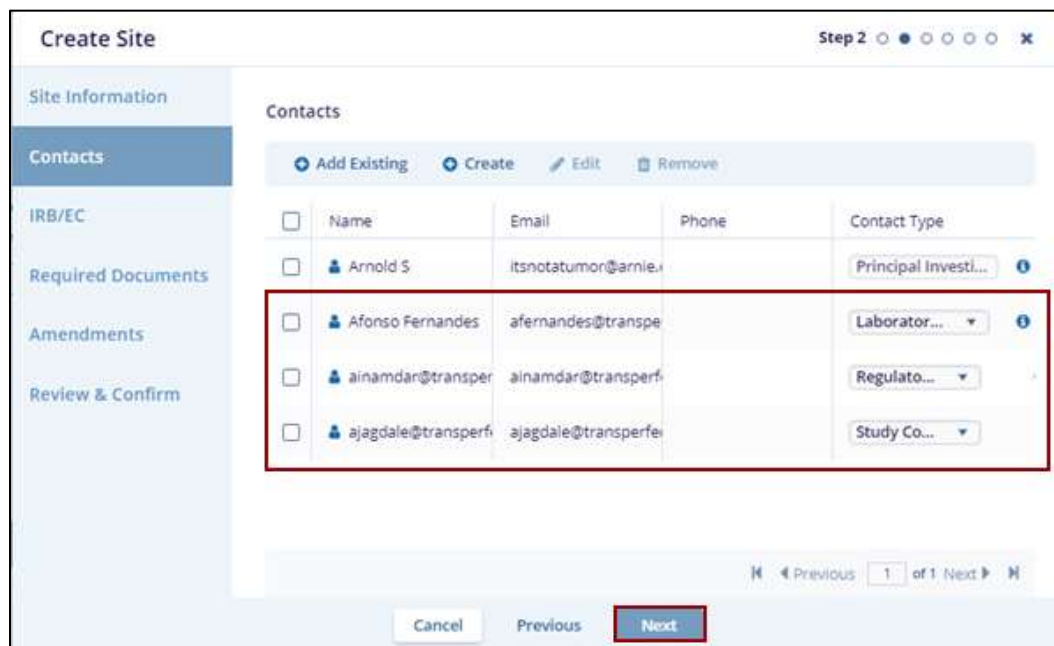 Create Site
Step 2
Site Information
Contacts
IRB/EC
Required Documents
Amendments
Review & Confirm
Contacts
Add Existing Create Edit Remove
Name Email Phone Contact Type
Arnold S itsnotatumor@arnie. Principal Investi...
Afonso Fernandes afernandes@transpe Laborator...
ainamdar@transper ainamdar@transperf Regulato...
ajagdale@transperf ajagdale@transperfe Study Co...
Previous 1 of 1 Next
Cancel Previous Next